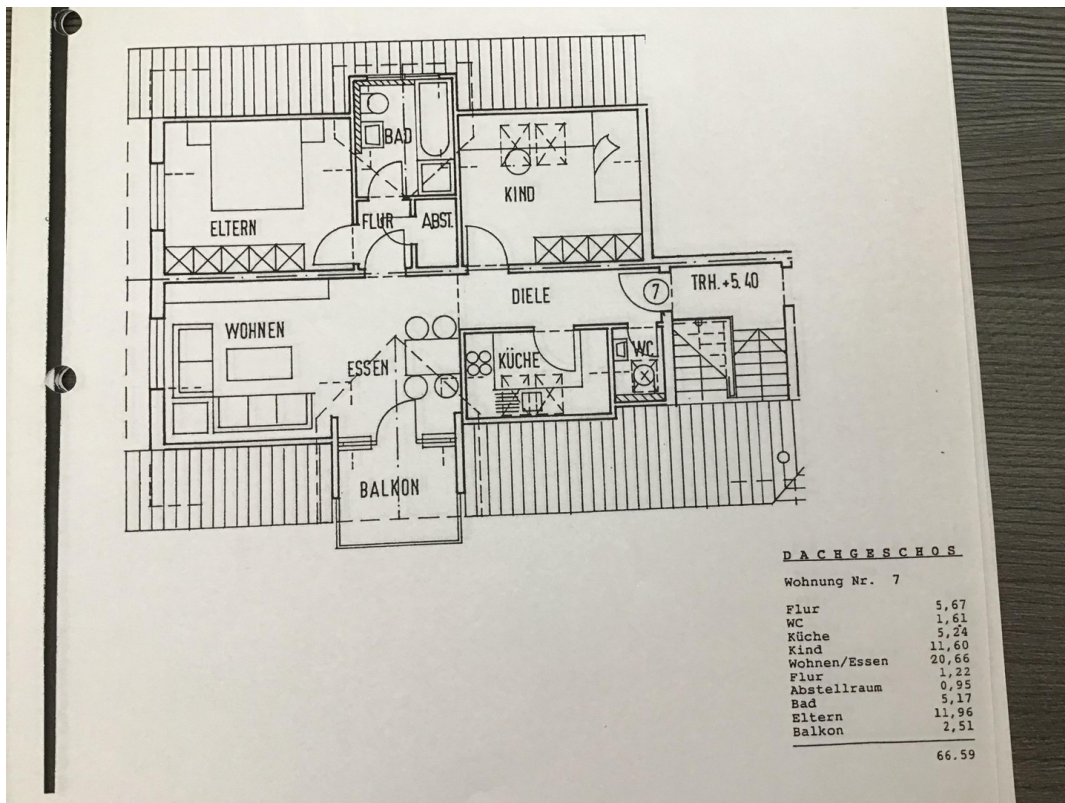 BAD
KIND
ELTERN
FLUR
ABST.
TRH.+5.40
DIELE
7
WOHNEN
ESSEN
KÜCHE
WC
BALKON
DACHGESCHOS
Wohnung Nr. 7
Flur 5,67
WC 1,61
Küche 5,24
Kind 11,60
Wohnen/Essen 20,66
Flur 1,22
Abstellraum 0,95
Bad 5,17
Eltern 11,96
Balkon 2,51
66.59